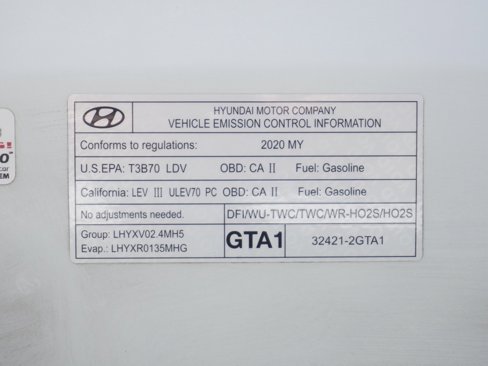 HYUNDAI MOTOR COMPANY
VEHICLE EMISSION CONTROL INFORMATION
Conforms to regulations: 2020 MY
U.S.EPA: T3B70 LDV OBD: CA II Fuel: Gasoline
California: LEV III ULEV70 PC OBD: CA II Fuel: Gasoline
No adjustments needed. DFI/WU-TWC/TWC/WR-HO2S/HO2S
Group: LHYXV02.4MH5
Evap.: LHYXR0135MHG
GTA1
32421-2GTA1